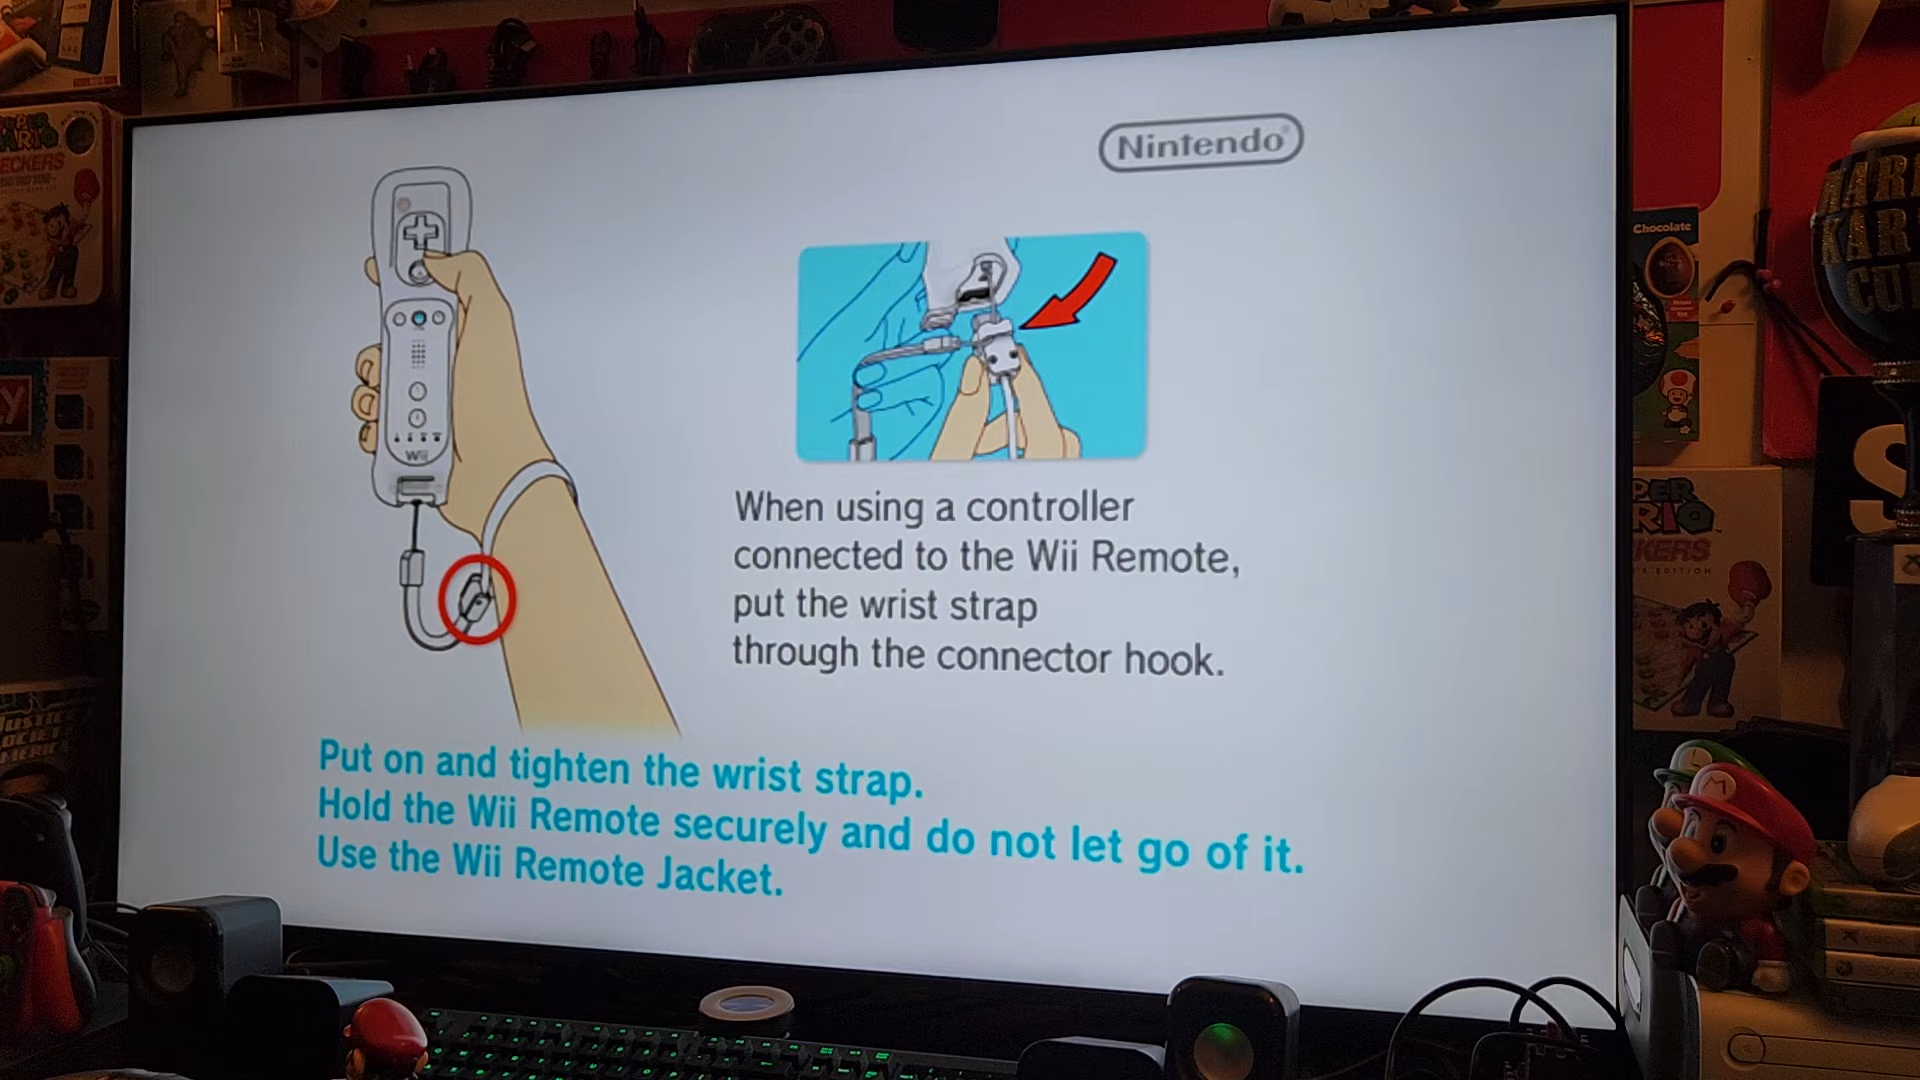 Nintendo
Wii
When using a controller
connected to the Wii Remote,
put the wrist strap
through the connector hook.
Put on and tighten the wrist strap.
Hold the Wii Remote securely and do not let go of it.
Use the Wii Remote Jacket.
Chocolate
M